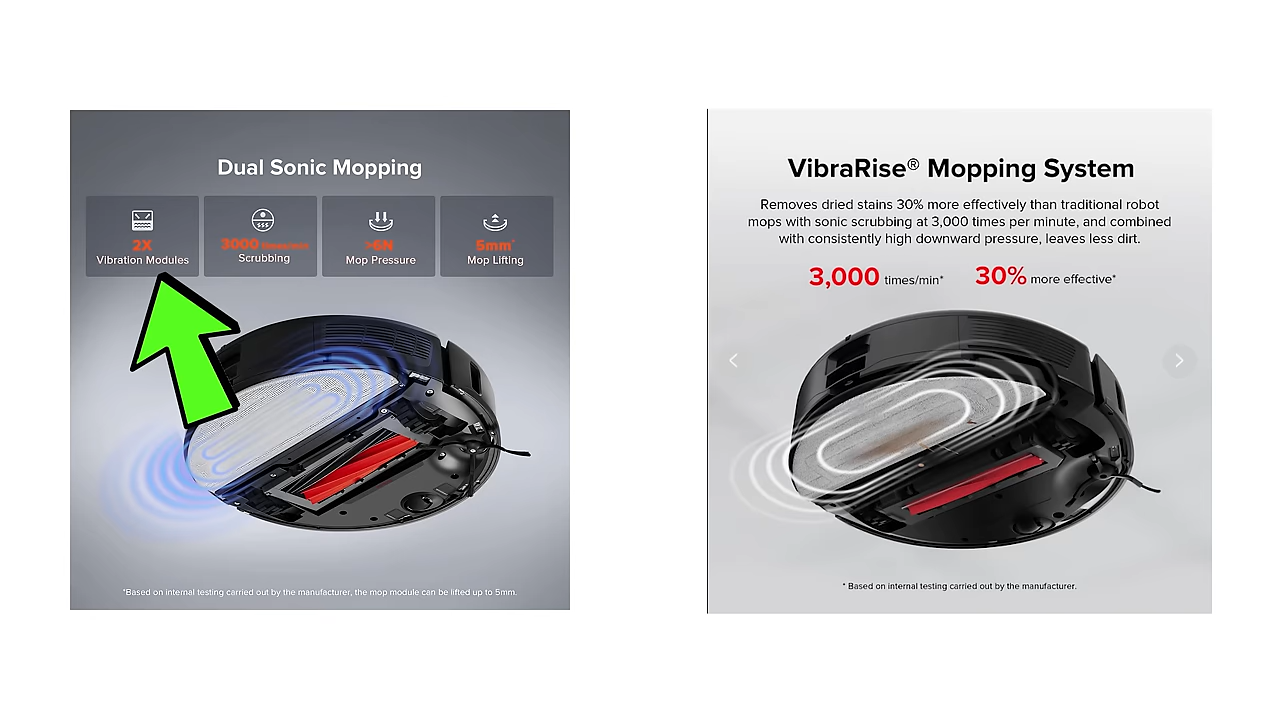 Dual Sonic Mopping
2X
Vibration Modules
3000 times/min
Scrubbing
>6N
Mop Pressure
5mm*
Mop Lifting
*Based on internal testing carried out by the manufacturer, the mop module can be lifted up to 5mm.
VibraRise® Mopping System
Removes dried stains 30% more effectively than traditional robot
mops with sonic scrubbing at 3,000 times per minute, and combined
with consistently high downward pressure, leaves less dirt.
3,000 times/min* 30% more effective*
* Based on internal testing carried out by the manufacturer.